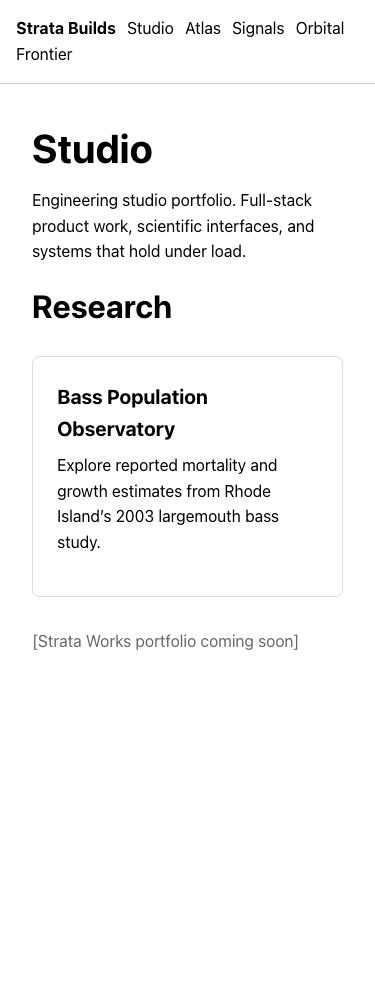 Strata Builds Studio Atlas Signals Orbital
Frontier
Studio
Engineering studio portfolio. Full-stack
product work, scientific interfaces, and
systems that hold under load.
Research
Bass Population
Observatory
Explore reported mortality and
growth estimates from Rhode
Island’s 2003 largemouth bass
study.
[Strata Works portfolio coming soon]